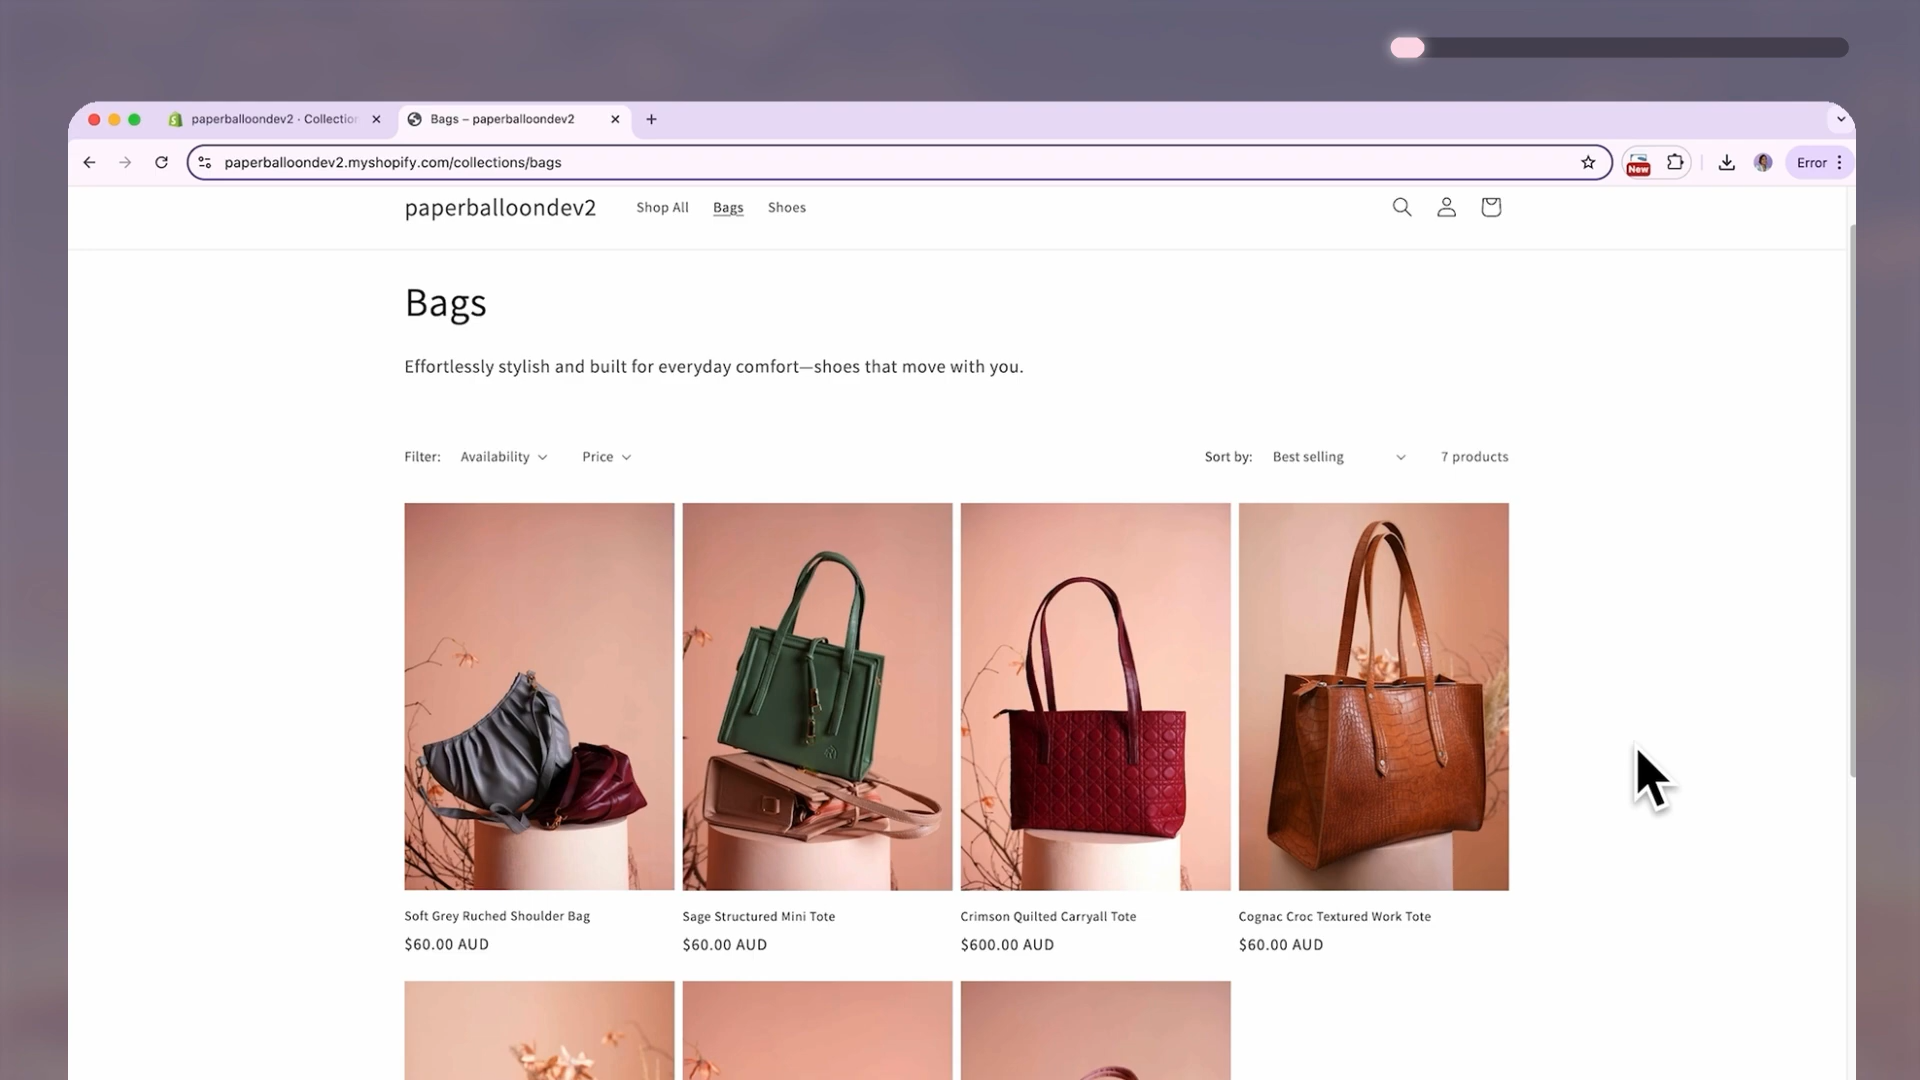 paperballoondev2 · Collection
Bags – paperballoondev2
paperballoondev2.myshopify.com/collections/bags
New
Error
paperballoondev2
Shop All
Bags
Shoes
Bags
Effortlessly stylish and built for everyday comfort—shoes that move with you.
Filter: Availability Price
Sort by: Best selling 7 products
Soft Grey Ruched Shoulder Bag
$60.00 AUD
Sage Structured Mini Tote
$60.00 AUD
Crimson Quilted Carryall Tote
$600.00 AUD
Cognac Croc Textured Work Tote
$60.00 AUD